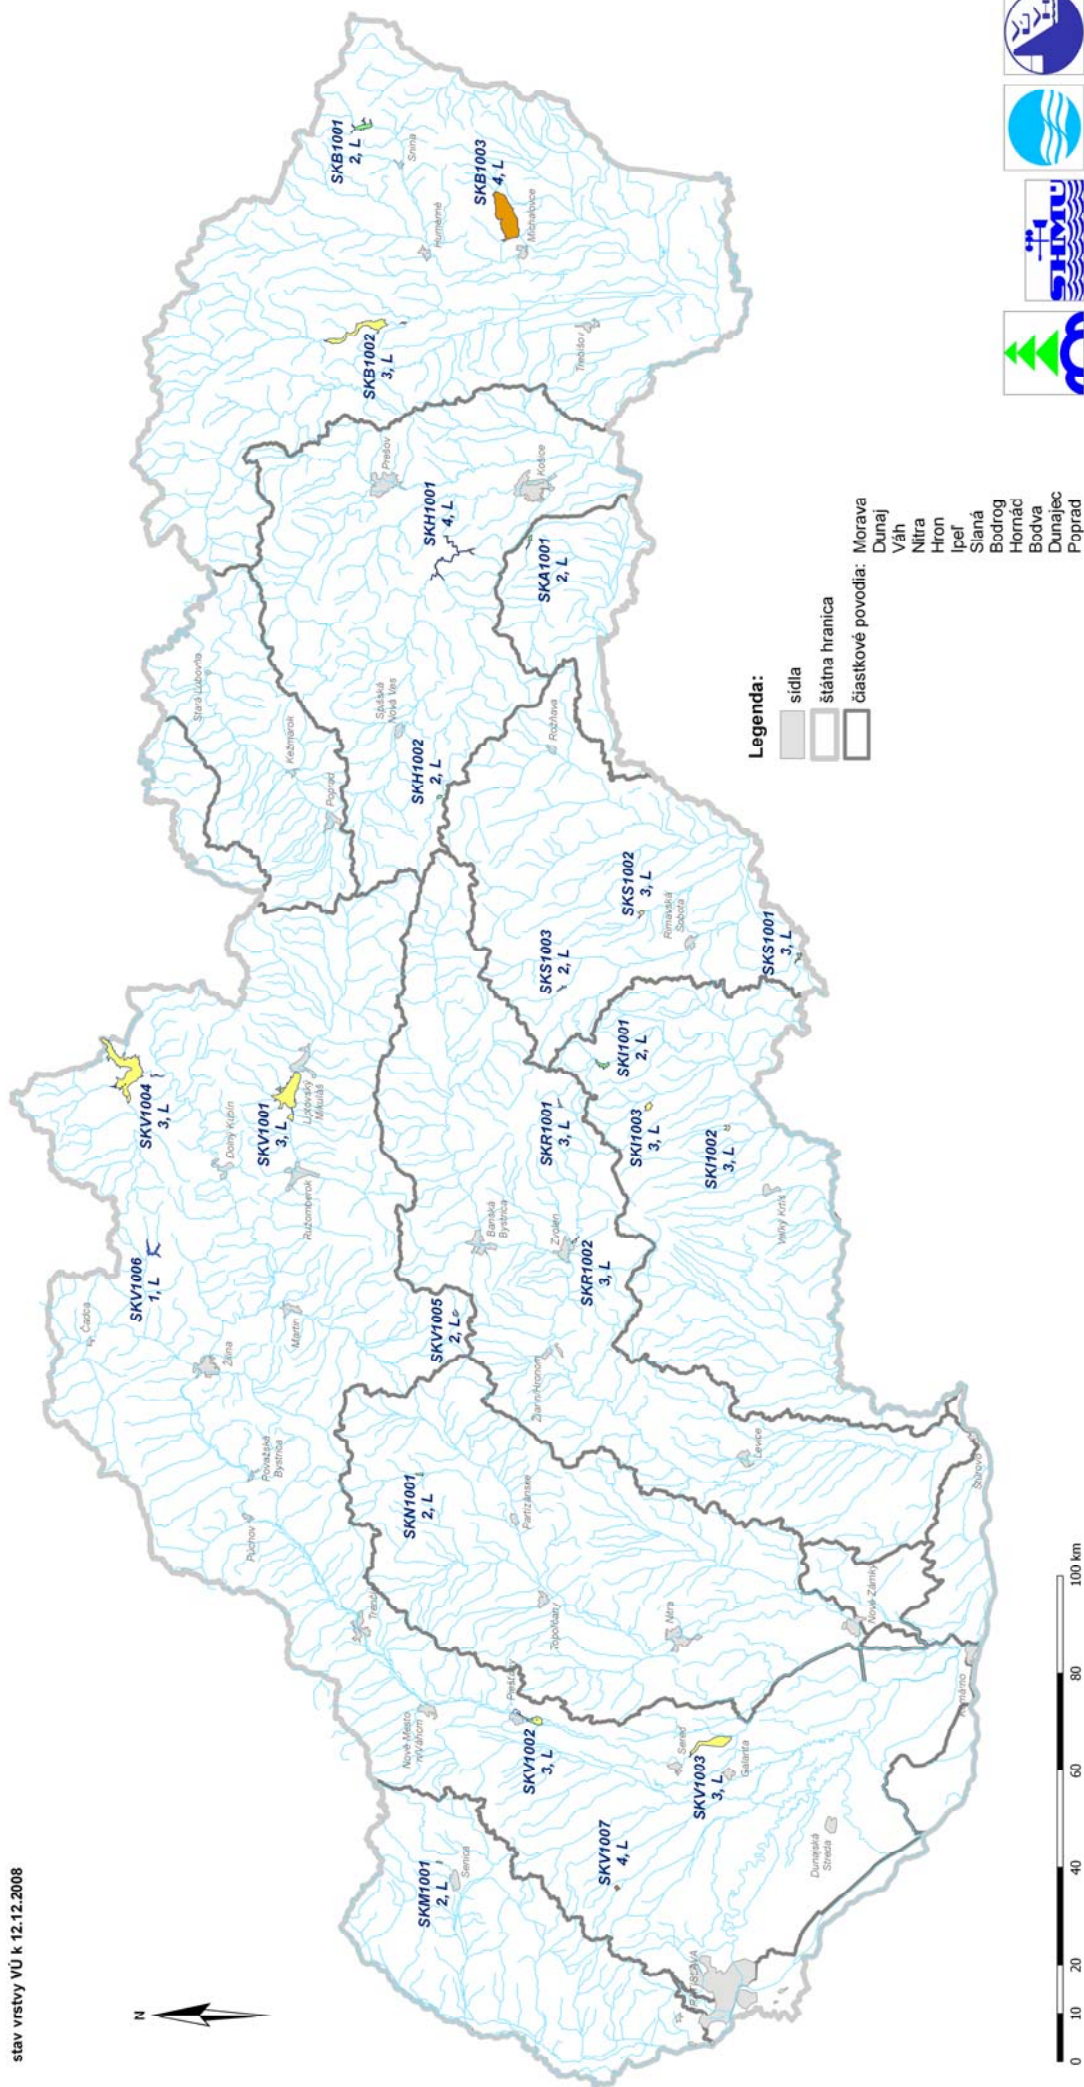 stav vrstvy VÚ k 12.12.2008
N
Čadca
SKV1006
1, L
SKV1004
3, L
Žilina
Dolný Kubín
Považská
Bystrica
Púchov
Martin
Ružomberok
SKV1001
3, L
Liptovský
Mikuláš
Stará Ľubovňa
Kežmarok
Poprad
SKB1001
2, L
Snina
Humenné
SKB1002
3, L
Prešov
SKB1003
4, L
Michalovce
Trenčín
Nové Mesto
n/Váhom
SKN1001
2, L
SKV1005
2, L
Banská
Bystrica
SKH1002
2, L
Spišská
Nová Ves
SKH1001
4, L
Košice
Trebišov
SKM1001
2, L
Senica
Piešťany
SKV1002
3, L
Topoľčany
Partizánske
Žiar n/Hronom
Zvolen
SKR1002
3, L
SKR1001
3, L
SKS1003
2, L
Rožňava
SKA1001
2, L
SKV1007
4, L
Sereď
SKV1003
3, L
Galanta
Nitra
Levice
SKI1003
3, L
SKI1001
2, L
SKI1002
3, L
Veľký Krtíš
SKS1002
3, L
Rimavská
Sobota
SKS1001
3, L
BRATISLAVA
Dunajská
Streda
Nové Zámky
Komárno
Štúrovo
Legenda:
sídla
štátna hranica
čiastkové povodia: Morava
Dunaj
Váh
Nitra
Hron
Ipeľ
Slaná
Bodrog
Hornád
Bodva
Dunajec
Poprad
0 10 20 40 60 80 100 km
SHMU